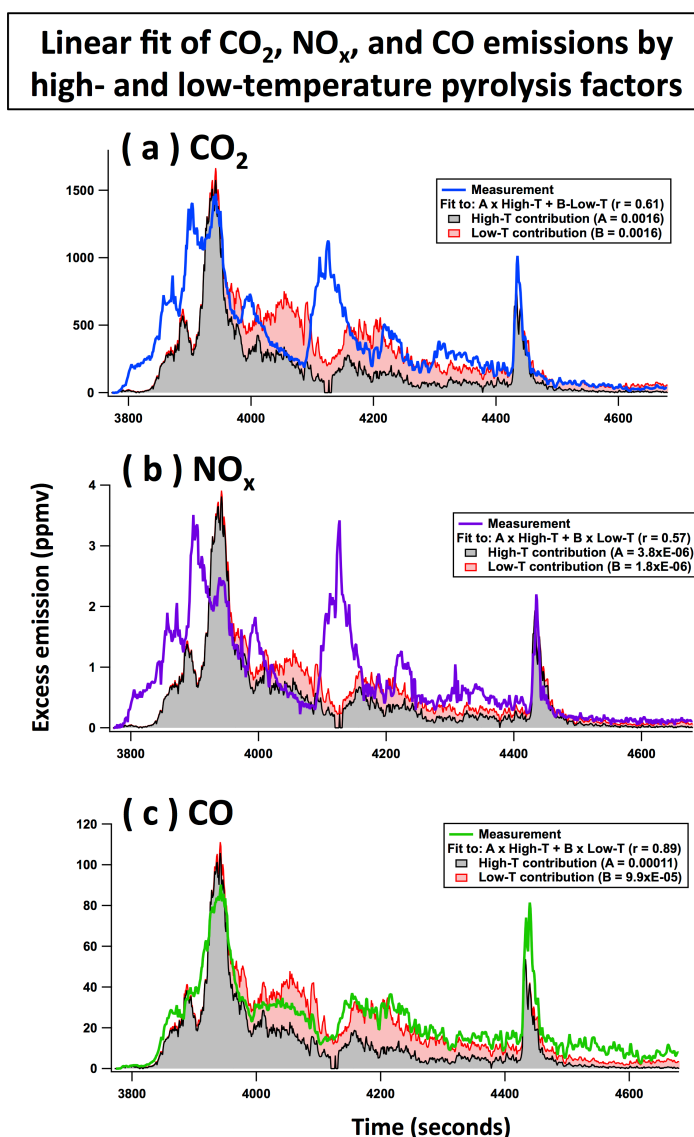 Linear fit of CO₂, NOₓ, and CO emissions by
high- and low-temperature pyrolysis factors
( a ) CO₂
1500
1000
500
0
3800 4000 4200 4400 4600
Measurement
Fit to: A x High-T + B-Low-T (r = 0.61)
High-T contribution (A = 0.0016)
Low-T contribution (B = 0.0016)
( b ) NOₓ
4
3
2
1
0
3800 4000 4200 4400 4600
Measurement
Fit to: A x High-T + B x Low-T (r = 0.57)
High-T contribution (A = 3.8xE-06)
Low-T contribution (B = 1.8xE-06)
Excess emission (ppmv)
( c ) CO
120
100
80
60
40
20
0
3800 4000 4200 4400 4600
Measurement
Fit to: A x High-T + B x Low-T (r = 0.89)
High-T contribution (A = 0.00011)
Low-T contribution (B = 9.9xE-05)
Time (seconds)